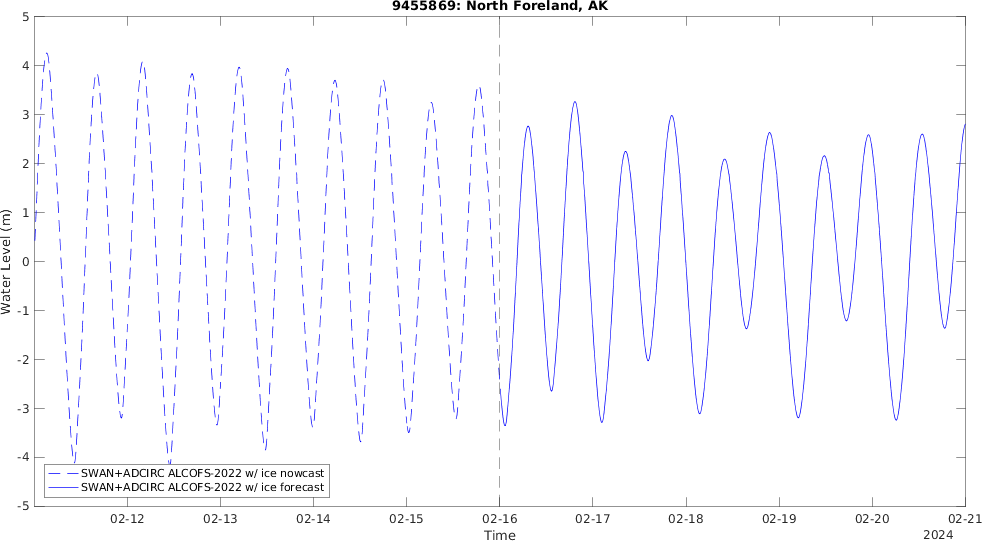 9455869: North Foreland, AK
5
4
3
2
1
0
-1
-2
-3
-4
-5
Water Level (m)
SWAN+ADCIRC ALCOFS-2022 w/ ice nowcast
SWAN+ADCIRC ALCOFS-2022 w/ ice forecast
02-12 02-13 02-14 02-15 02-16 02-17 02-18 02-19 02-20 02-21
Time
2024